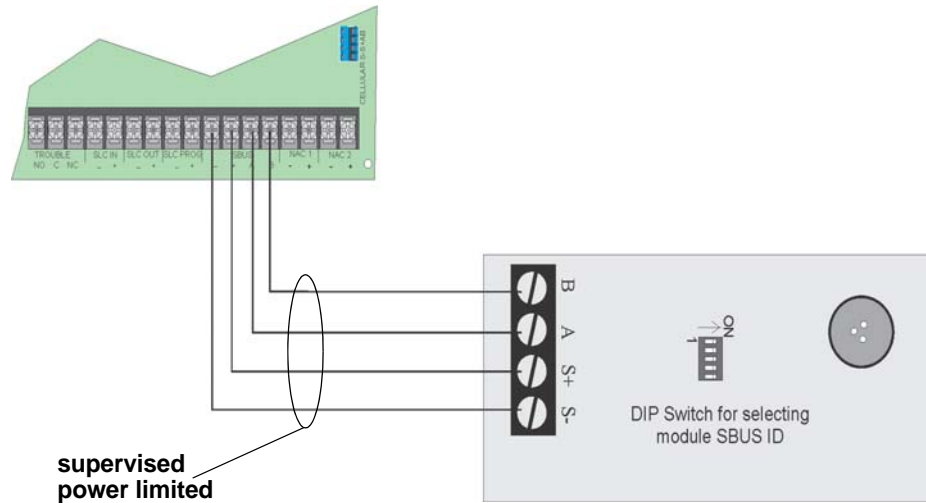 CELLULAR S-S+AB
TROUBLE SLC IN SLC OUT SLC PROG SBUS NAC 1 NAC 2
NO C NC - + - + - + - + A B - + - +
B
A
S+
S-
ON
1
DIP Switch for selecting
module SBUS ID
supervised
power limited